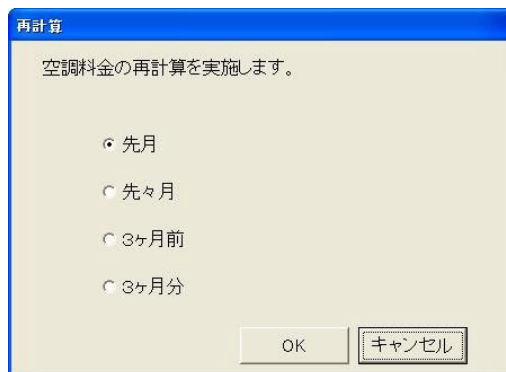 再計算
空調料金の再計算を実施します。
先月
先々月
3ヶ月前
3ヶ月分
OK キャンセル